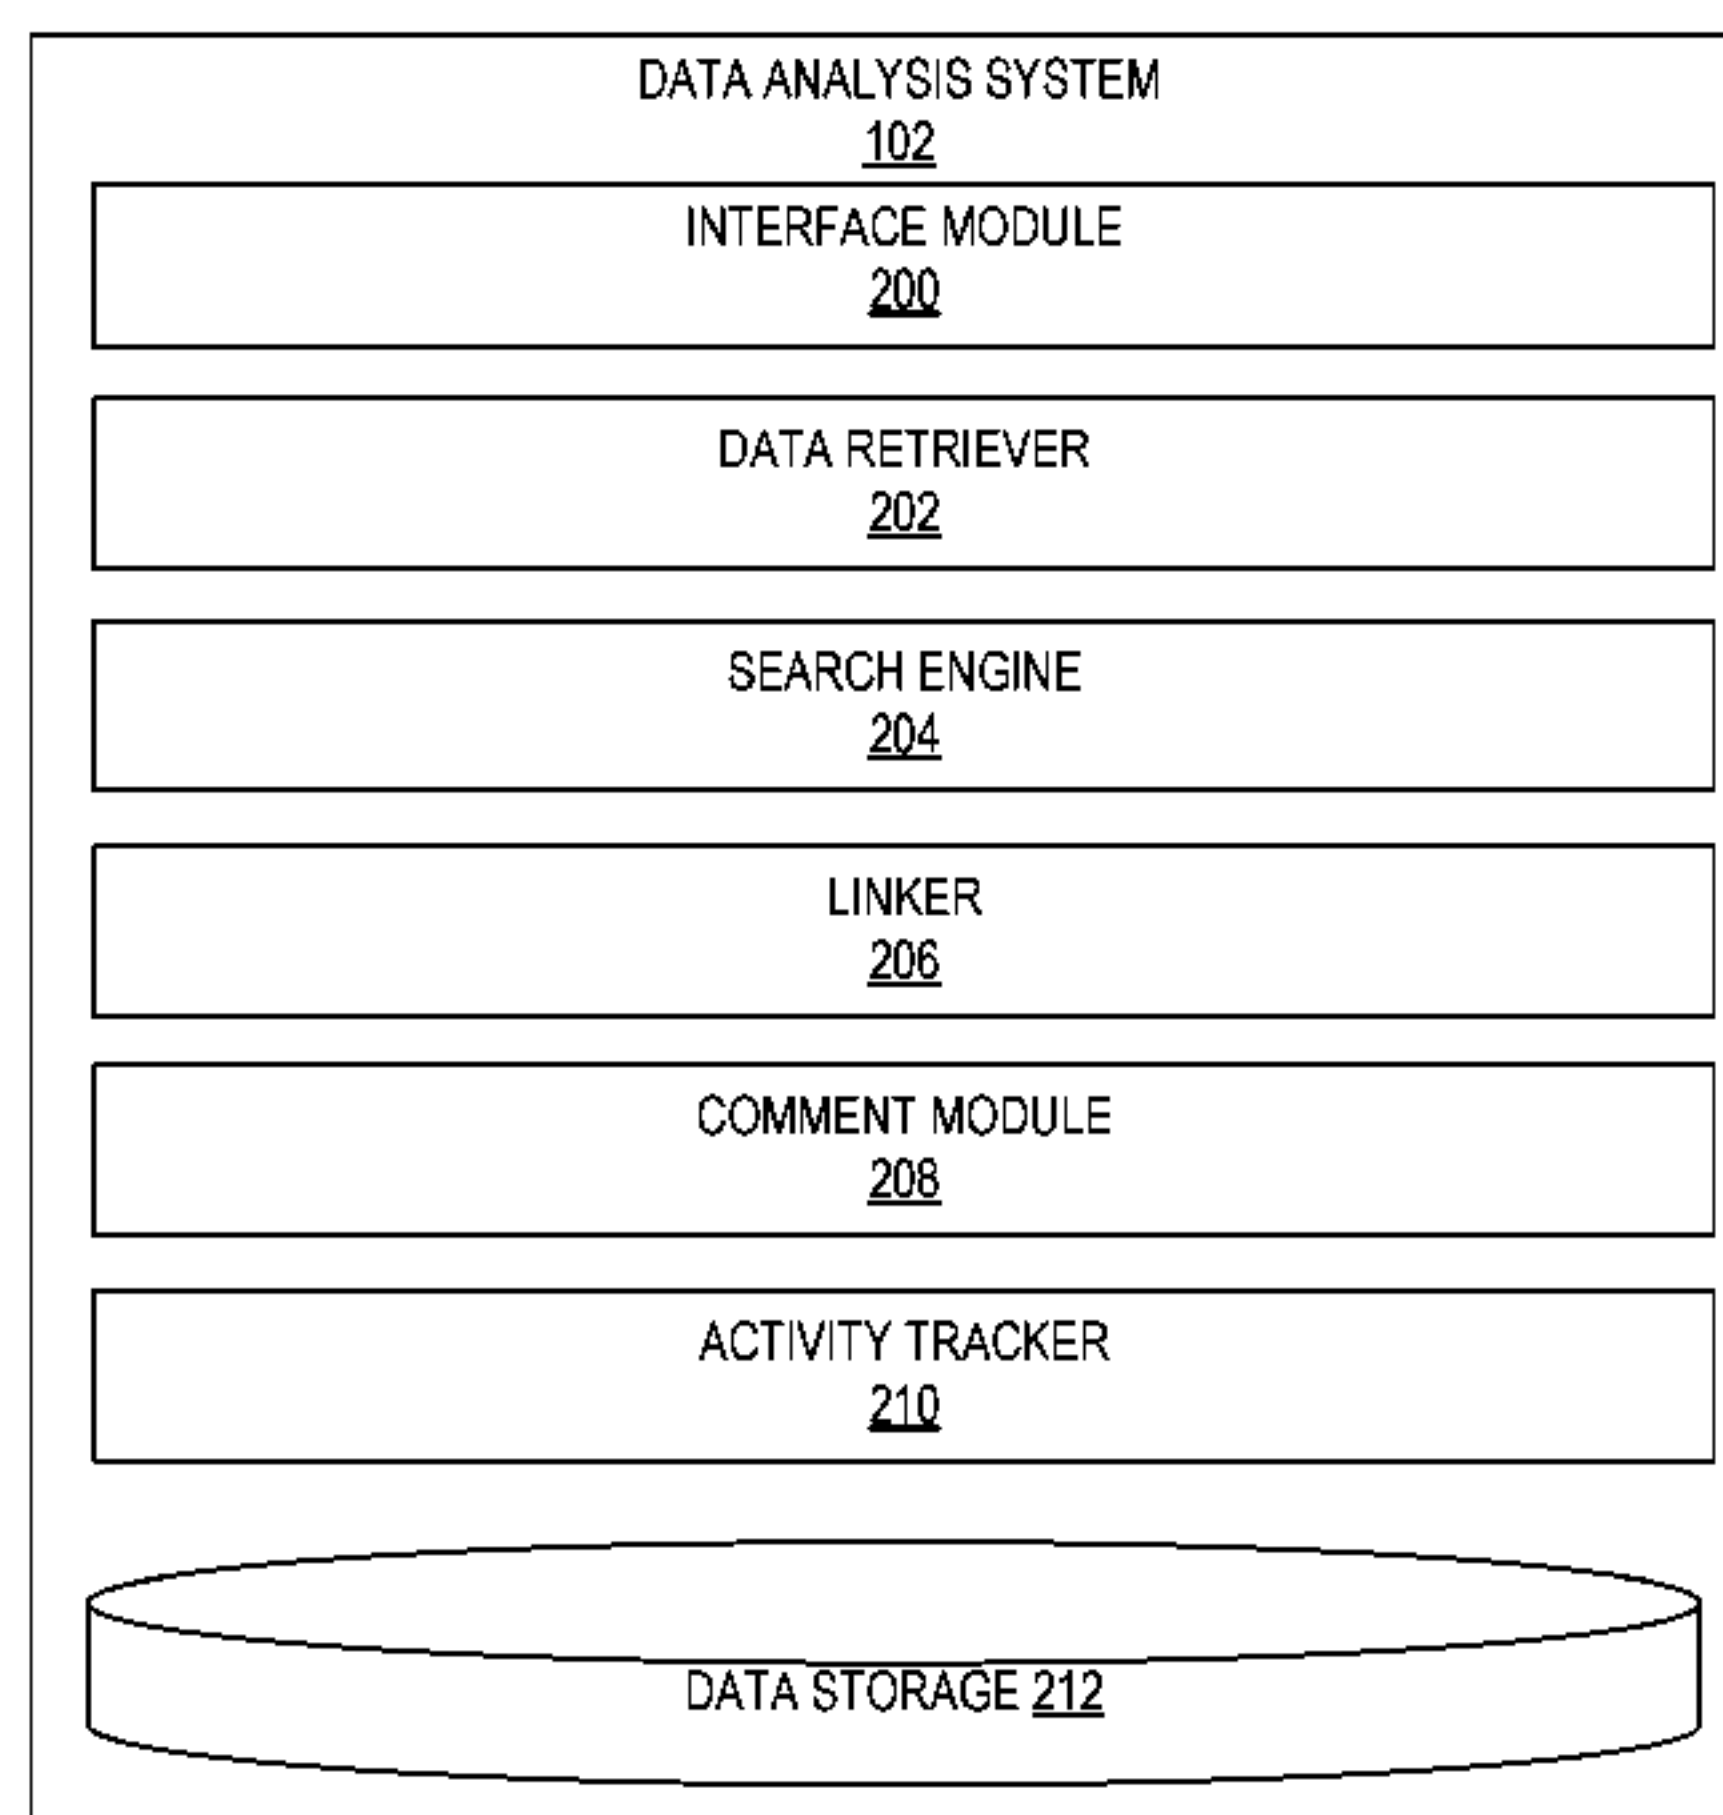 DATA ANALYSIS SYSTEM
102
INTERFACE MODULE
200
DATA RETRIEVER
202
SEARCH ENGINE
204
LINKER
206
COMMENT MODULE
208
ACTIVITY TRACKER
210
DATA STORAGE 212